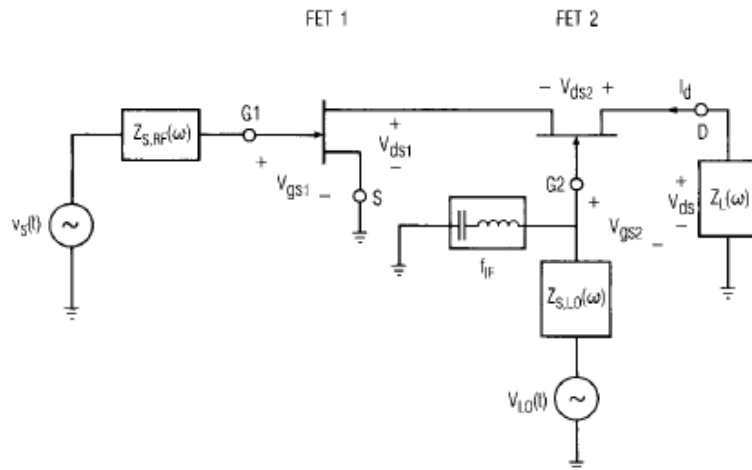 FET 1 FET 2
− V_ds2 + I_d
G1 D
Z_S,RF(ω) + V_ds1 −
+ V_gs1 − S G2 + V_ds − Z_L(ω)
v_S(t) ~ + V_gs2 −
f_IF
Z_S,LO(ω)
V_LO(t) ~